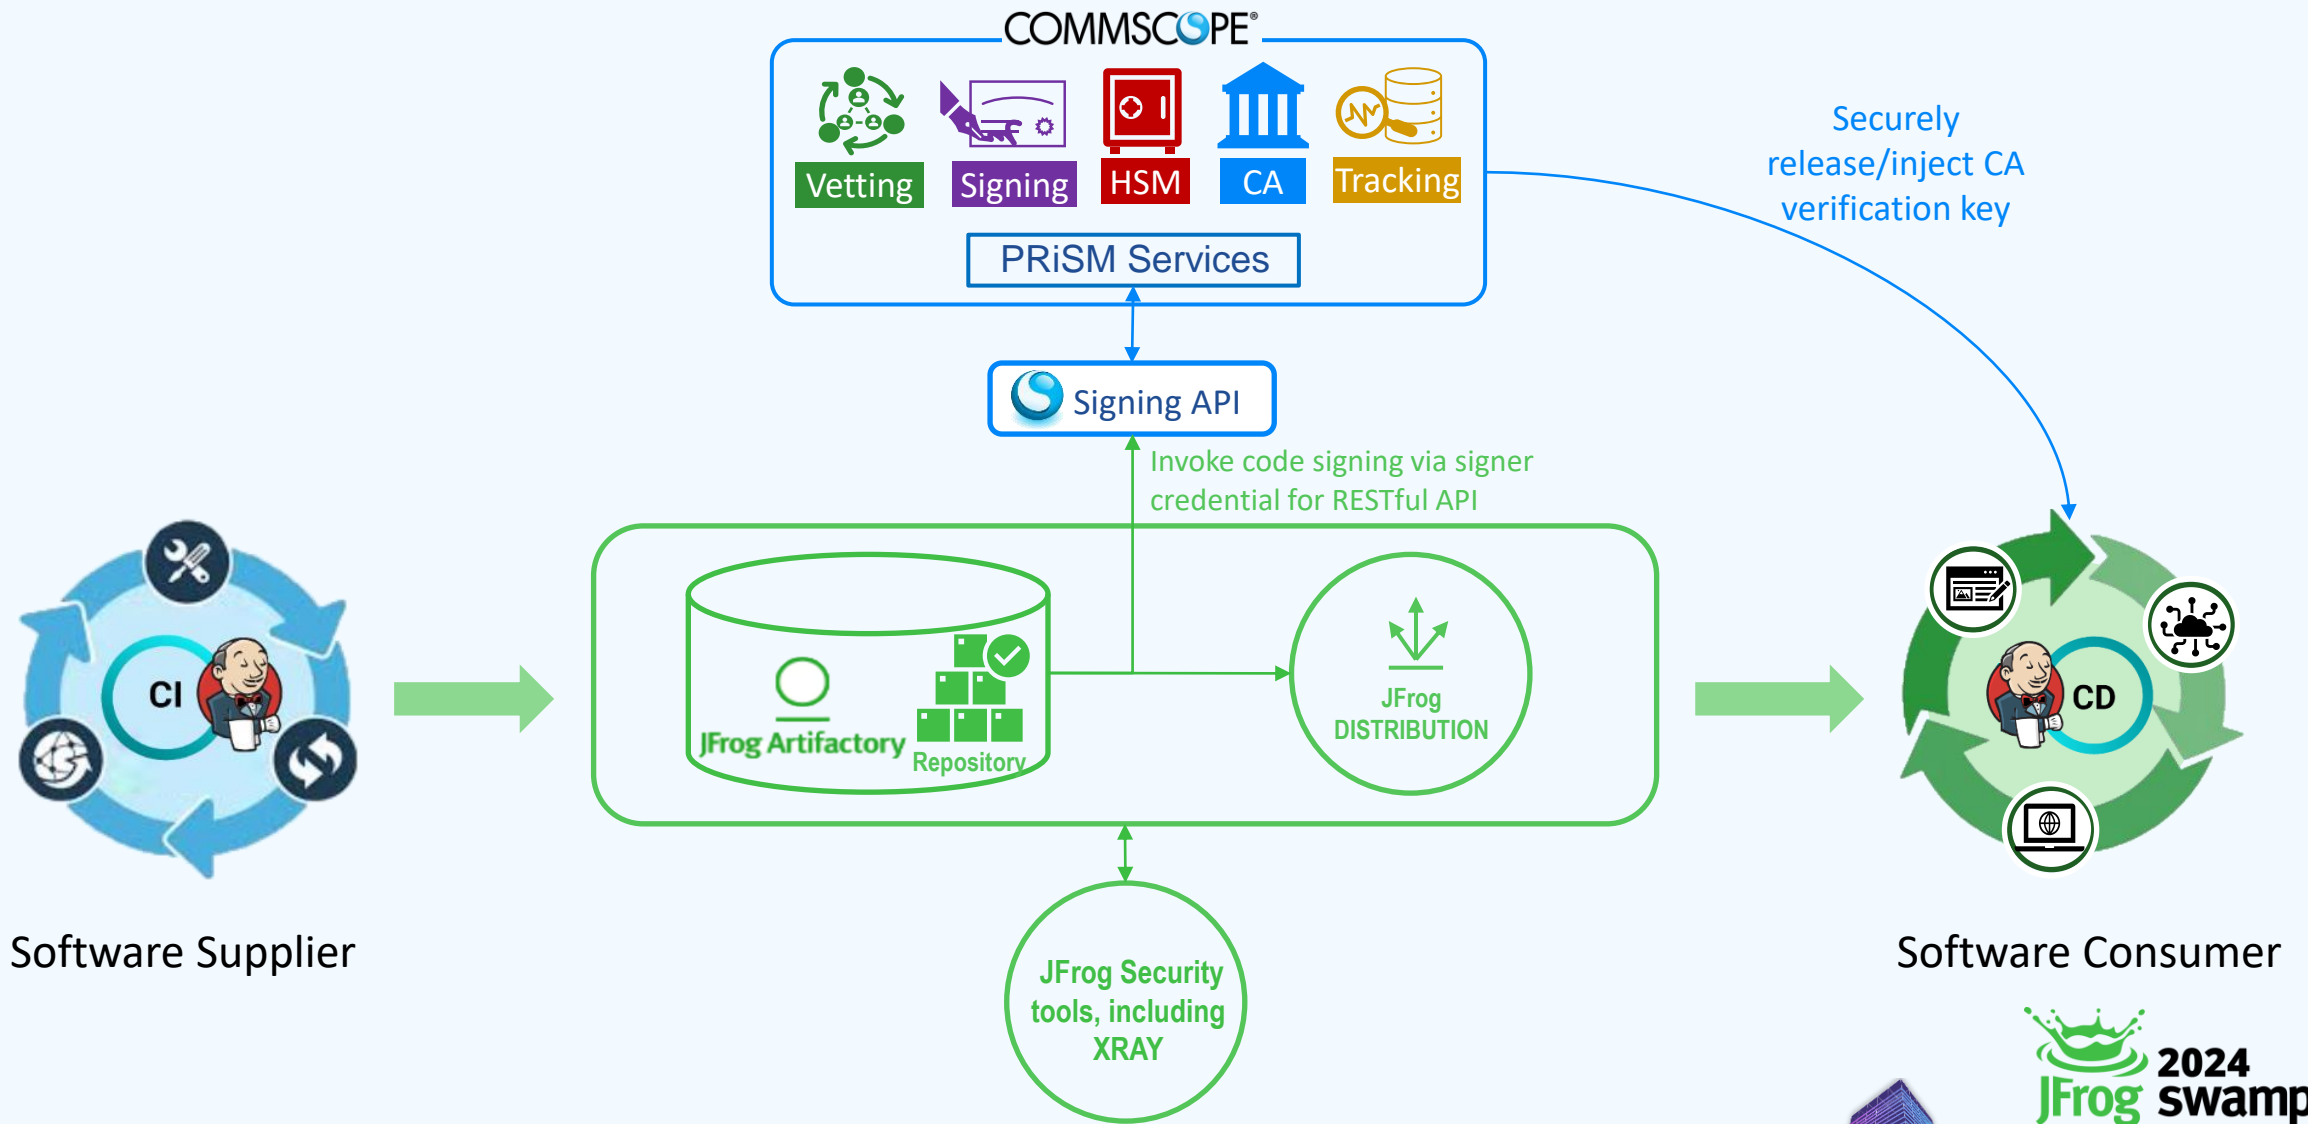 COMMSCOPE®
Vetting
Signing
HSM
CA
Tracking
PRiSM Services
Securely
release/inject CA
verification key
Signing API
Invoke code signing via signer
credential for RESTful API
CI
JFrog Artifactory
Repository
JFrog
DISTRIBUTION
CD
Software Supplier
Software Consumer
JFrog Security
tools, including
XRAY
2024
JFrog swamp